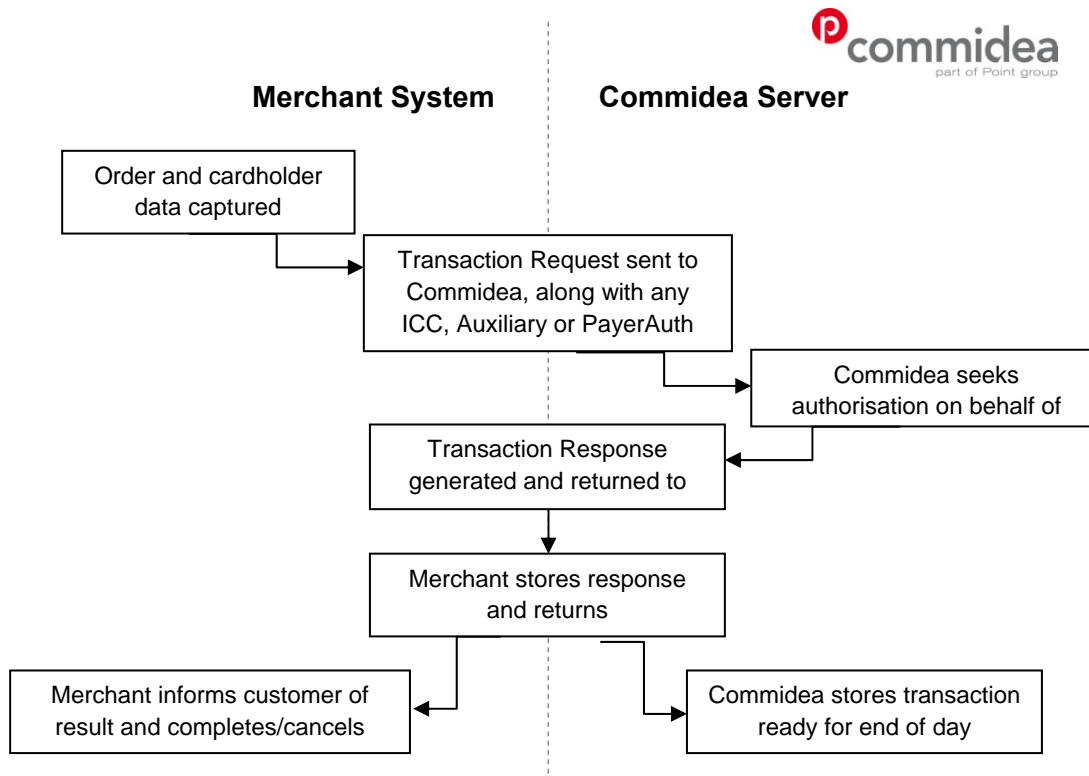 p
commidea
part of Point group
Merchant System
Commidea Server
Order and cardholder
data captured
Transaction Request sent to
Commidea, along with any
ICC, Auxiliary or PayerAuth
Commidea seeks
authorisation on behalf of
Transaction Response
generated and returned to
Merchant stores response
and returns
Merchant informs customer of
result and completes/cancels
Commidea stores transaction
ready for end of day